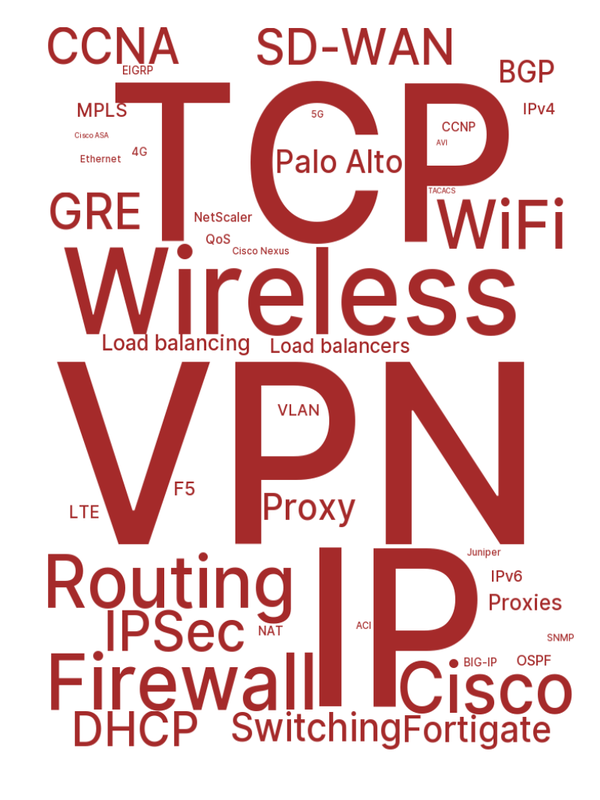 CCNA
SD-WAN
EIGRP
BGP
TCP
MPLS
IPv4
5G
CCNP
Cisco ASA
AVI
4G
Ethernet
Palo Alto
TACACS
GRE
NetScaler
WiFi
QoS
Cisco Nexus
Wireless
Load balancing
Load balancers
VPN
VLAN
F5
LTE
Proxy
IP
Juniper
Routing
IPv6
Proxies
IPSec
NAT
ACI
SNMP
Firewall
BIG-IP
OSPF
Cisco
DHCP
Switching
Fortigate